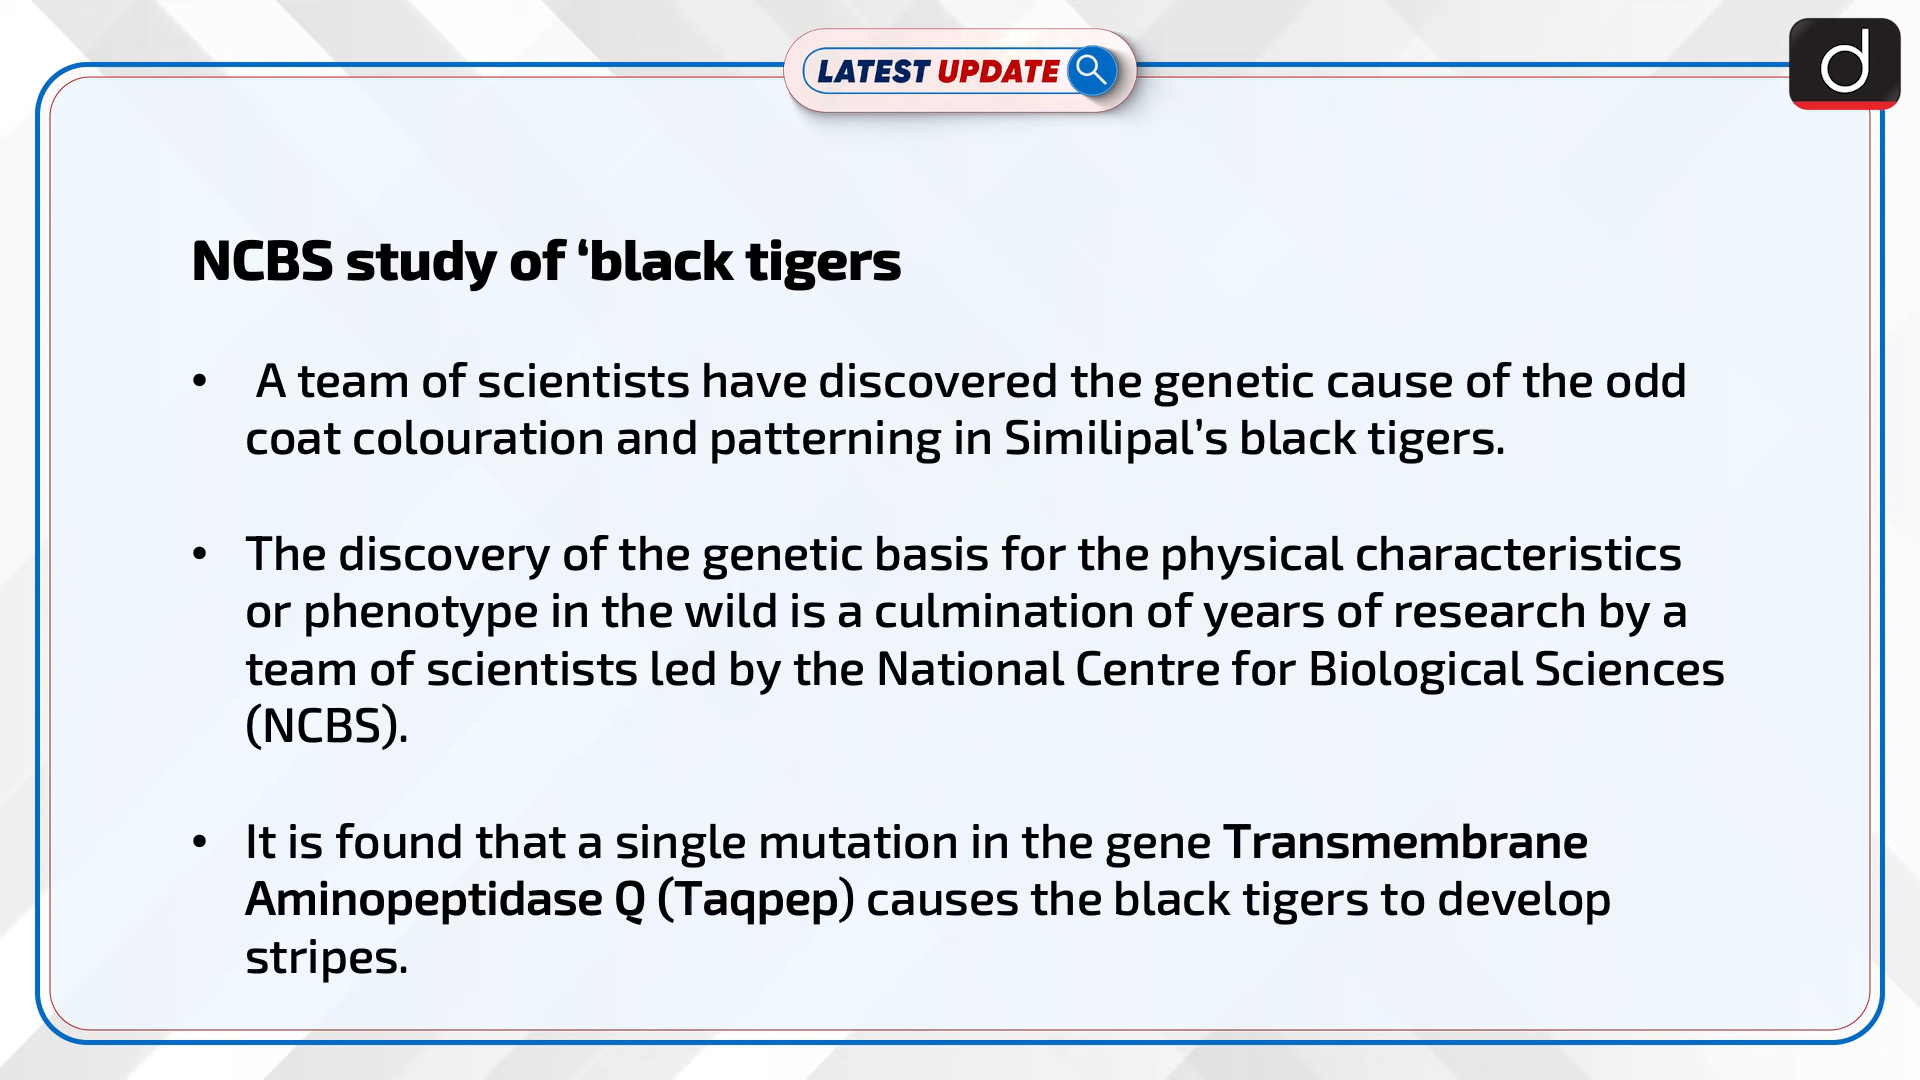 LATEST UPDATE
d
NCBS study of ‘black tigers
• A team of scientists have discovered the genetic cause of the odd
coat colouration and patterning in Similipal’s black tigers.
• The discovery of the genetic basis for the physical characteristics
or phenotype in the wild is a culmination of years of research by a
team of scientists led by the National Centre for Biological Sciences
(NCBS).
• It is found that a single mutation in the gene Transmembrane
Aminopeptidase Q (Taqpep) causes the black tigers to develop
stripes.